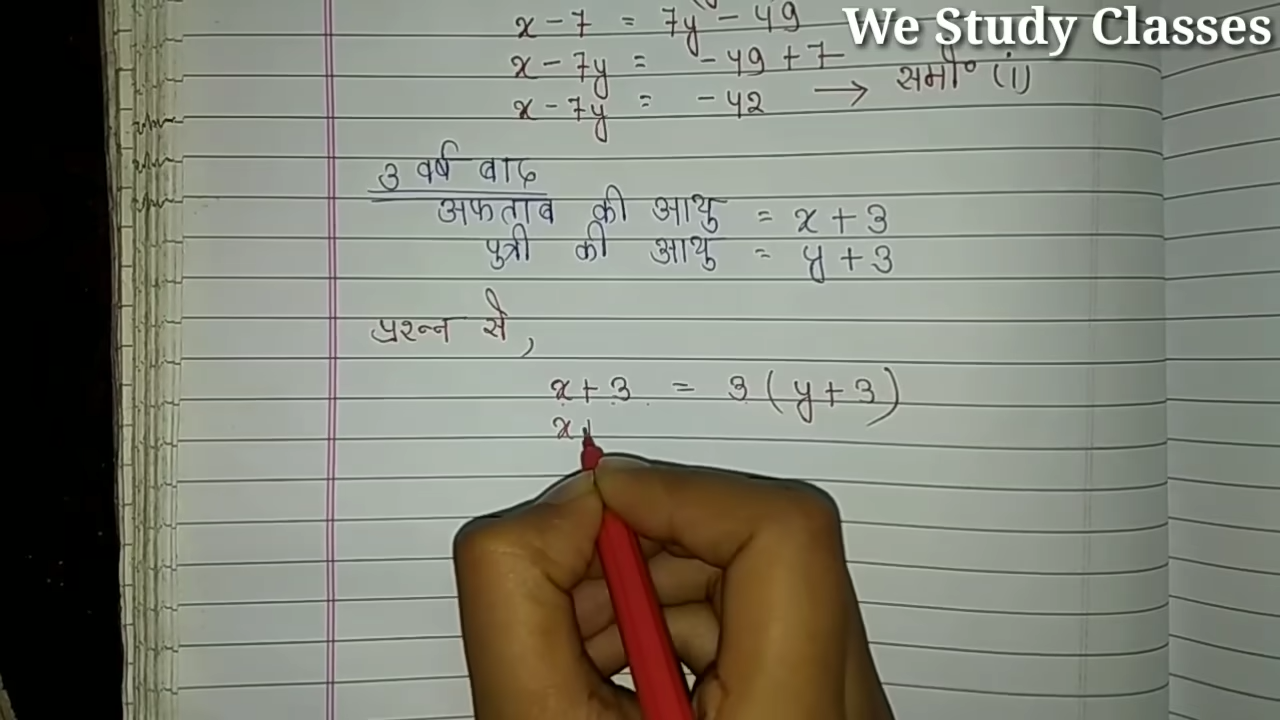 We Study Classes
x - 7 = 7y - 49
x - 7y = - 49 + 7
x - 7y = - 42 → समी० (i)
3 वर्ष बाद
अफताब की आयु = x + 3
पुत्री की आयु = y + 3
प्रश्न से,
x + 3 = 3 ( y + 3 )
x +